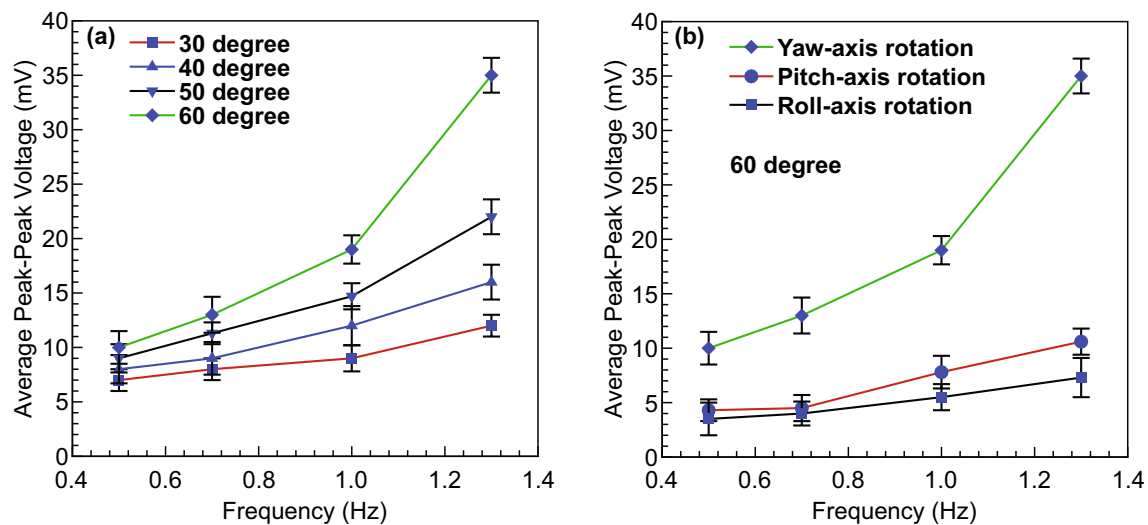 (a)
30 degree
40 degree
50 degree
60 degree
40
35
30
25
20
15
10
5
0
Average Peak-Peak Voltage (mV)
0.4 0.6 0.8 1.0 1.2 1.4
Frequency (Hz)
(b)
Yaw-axis rotation
Pitch-axis rotation
Roll-axis rotation
60 degree
40
35
30
25
20
15
10
5
0
Average Peak-Peak Voltage (mV)
0.4 0.6 0.8 1.0 1.2 1.4
Frequency (Hz)